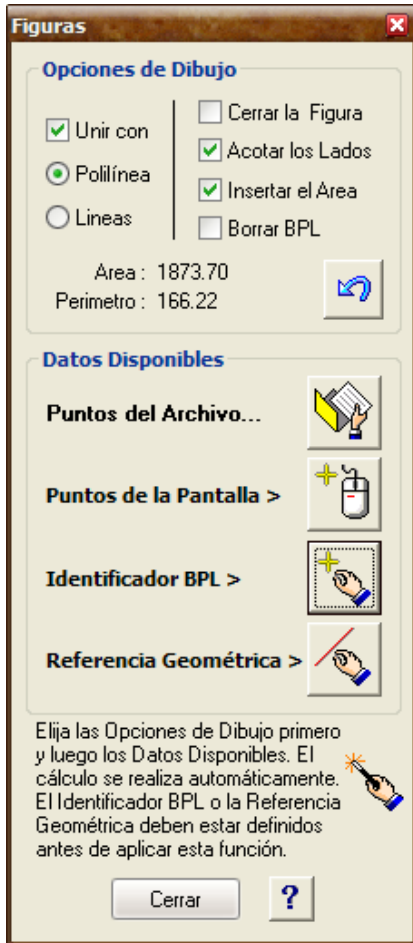 Figuras
Opciones de Dibujo
Unir con
Polilínea
Lineas
Cerrar la Figura
Acotar los Lados
Insertar el Area
Borrar BPL
Area : 1873.70
Perimetro : 166.22
Datos Disponibles
Puntos del Archivo...
Puntos de la Pantalla >
Identificador BPL >
Referencia Geométrica >
Elija las Opciones de Dibujo primero
y luego los Datos Disponibles. El
cálculo se realiza automáticamente.
El Identificador BPL o la Referencia
Geométrica deben estar definidos
antes de aplicar esta función.
Cerrar
?